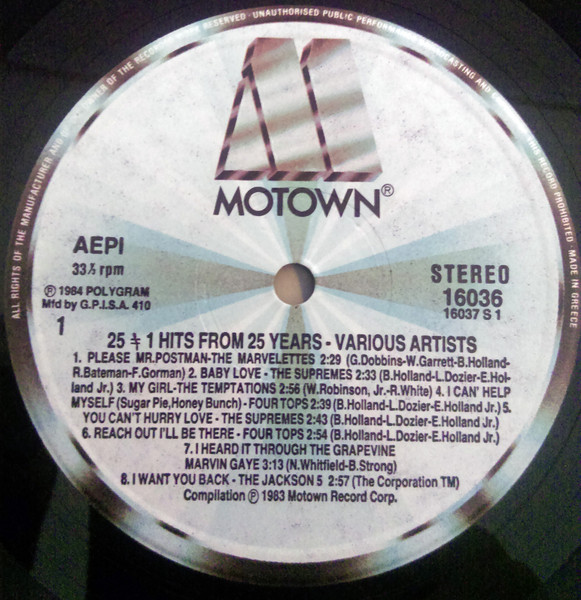 ALL RIGHTS OF THE MANUFACTURER AND
OF THE RECOR
RESERVED · UNAUTHORISED PUBLIC PERFORM
CASTING AND
RECORD PROHIBITED · MADE IN GREECE
MOTOWN®
AEPI
33⅓ rpm
STEREO
℗ 1984 POLYGRAM
Mfd by G.P.I.S.A. 410
16036
16037 S 1
1
25 ≠ 1 HITS FROM 25 YEARS - VARIOUS ARTISTS
1. PLEASE MR.POSTMAN-THE MARVELETTES 2:29 (G.Dobbins-W.Garrett-B.Holland-
R.Bateman-F.Gorman) 2. BABY LOVE - THE SUPREMES 2:33 (B.Holland-L.Dozier-E.Hol-
land Jr.) 3. MY GIRL-THE TEMPTATIONS 2:56 (W.Robinson, Jr.-R.White) 4. I CAN' HELP
MYSELF (Sugar Pie,Honey Bunch) - FOUR TOPS 2:39 (B.Holland-L.Dozier-E.Holland Jr.) 5.
YOU CAN'T HURRY LOVE - THE SUPREMES 2:43 (B.Holland-L.Dozier-E.Holland Jr.)
6. REACH OUT I'LL BE THERE - FOUR TOPS 2:54 (B.Holland-L.Dozier-E.Holland Jr.)
7. I HEARD IT THROUGH THE GRAPEVINE
MARVIN GAYE 3:13 (N.Whitfield-B.Strong)
8. I WANT YOU BACK - THE JACKSON 5 2:57 (The Corporation TM)
Compilation ℗ 1983 Motown Record Corp.